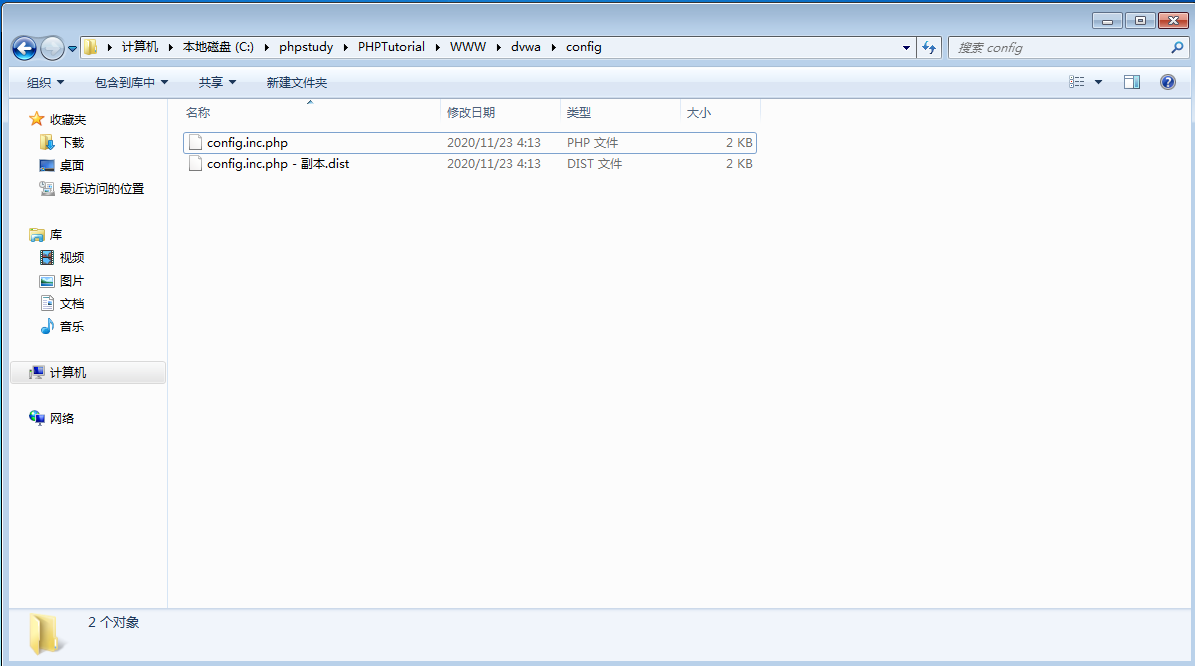 计算机 本地磁盘 (C:) phpstudy PHPTutorial WWW dvwa config 搜索 config
组织 包含到库中 共享 新建文件夹
名称 修改日期 类型 大小
config.inc.php 2020/11/23 4:13 PHP 文件 2 KB
config.inc.php - 副本.dist 2020/11/23 4:13 DIST 文件 2 KB
收藏夹
下载
桌面
最近访问的位置
库
视频
图片
文档
音乐
计算机
网络
2 个对象